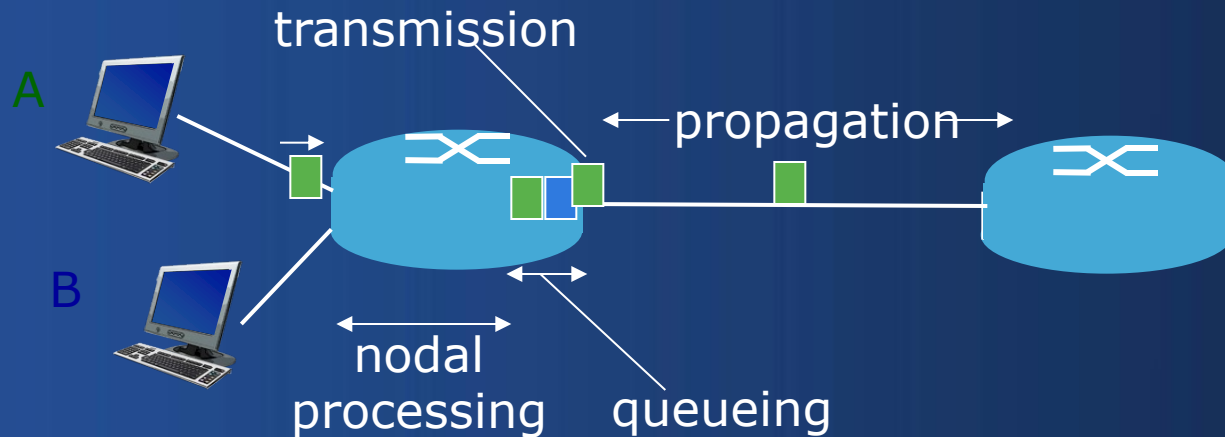 transmission
A
propagation
B
nodal
processing
queueing